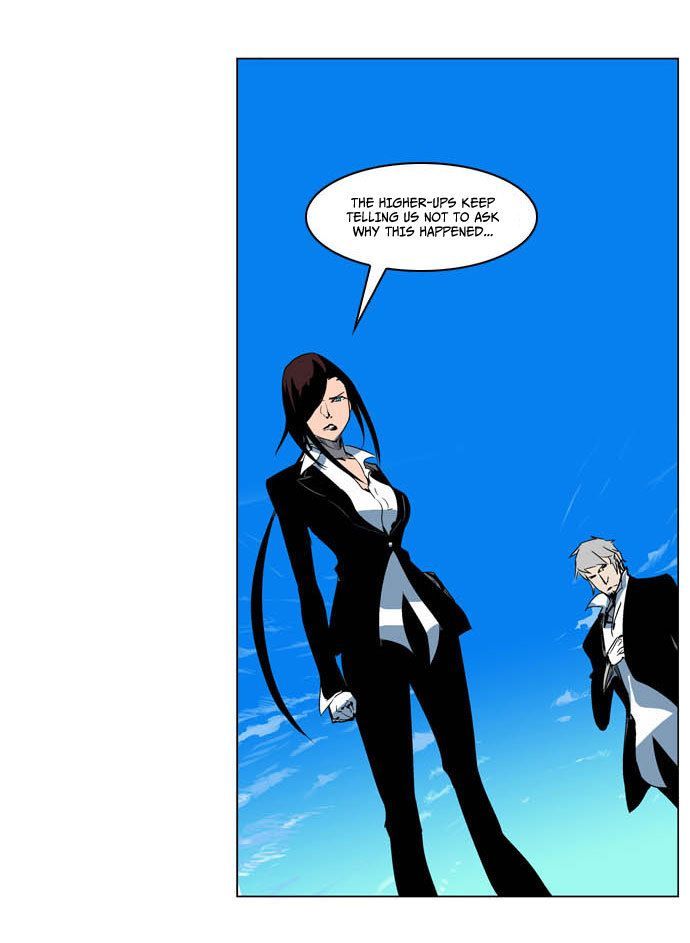 THE HIGHER-UPS KEEP
TELLING US NOT TO ASK
WHY THIS HAPPENED...